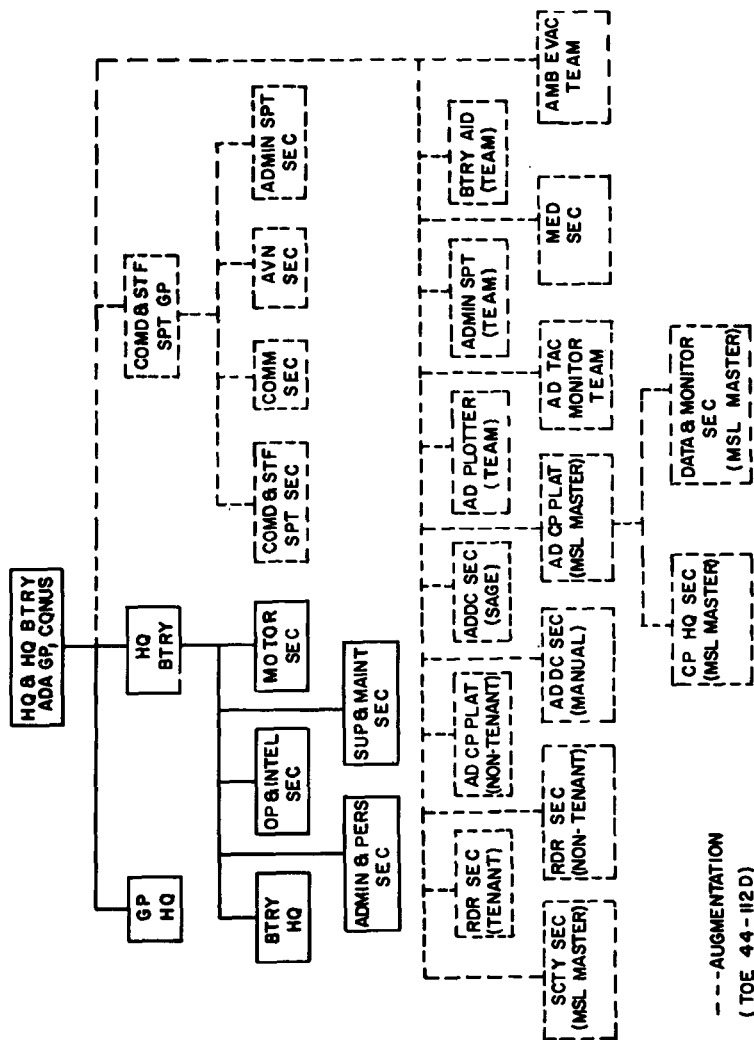 HQ & HQ BTRY
ADA GP, CONUS
GP
HQ
HQ
BTRY
COMD & STF
SPT GP
BTRY
HQ
OP & INTEL
SEC
MOTOR
SEC
COMD & STF
SPT SEC
COMM
SEC
AVN
SEC
ADMIN SPT
SEC
ADMIN & PERS
SEC
SUP & MAINT
SEC
RDR SEC
(TENANT)
AD CP PLAT
(NON-TENANT)
ADDC SEC
(SAGE)
AD PLOTTER
(TEAM)
ADMIN SPT
(TEAM)
BTRY AID
(TEAM)
SCTY SEC
(MSL MASTER)
RDR SEC
(NON-TENANT)
AD DC SEC
(MANUAL)
AD CP PLAT
(MSL MASTER)
AD TAC
MONITOR
TEAM
MED
SEC
AMB EVAC
TEAM
CP HQ SEC
(MSL MASTER)
DATA & MONITOR
SEC
(MSL MASTER)
---AUGMENTATION
(TOE 44-112D)